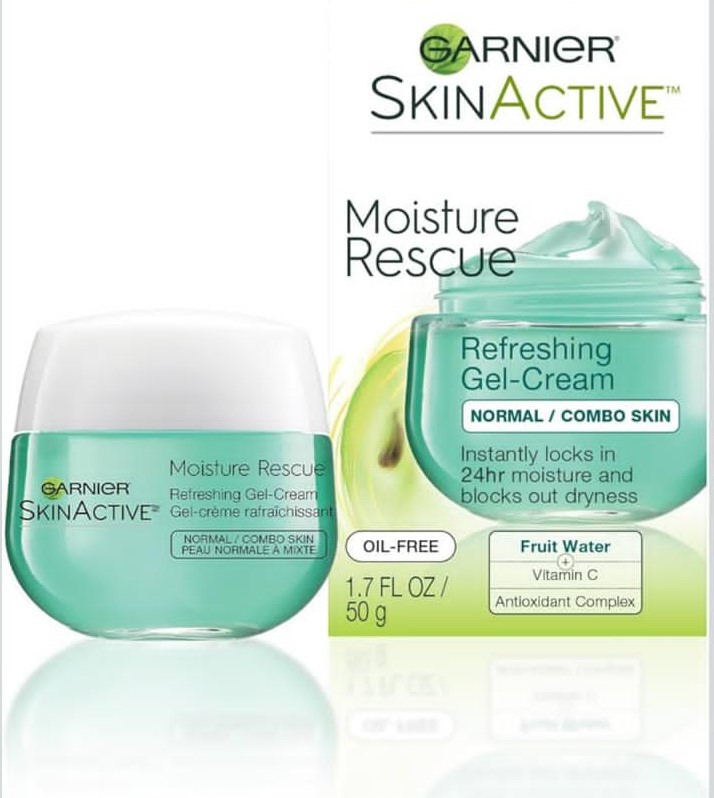 GARNIER®
SKINACTIVE™
Moisture
Rescue
Refreshing
Gel-Cream
NORMAL / COMBO SKIN
Instantly locks in
24hr moisture and
blocks out dryness
OIL-FREE
1.7 FL OZ /
50 g
Fruit Water
+
Vitamin C
Antioxidant Complex
GARNIER
SKINACTIVE™
Moisture Rescue
Refreshing Gel-Cream
Gel-crème rafraîchissant
NORMAL / COMBO SKIN
PEAU NORMALE À MIXTE